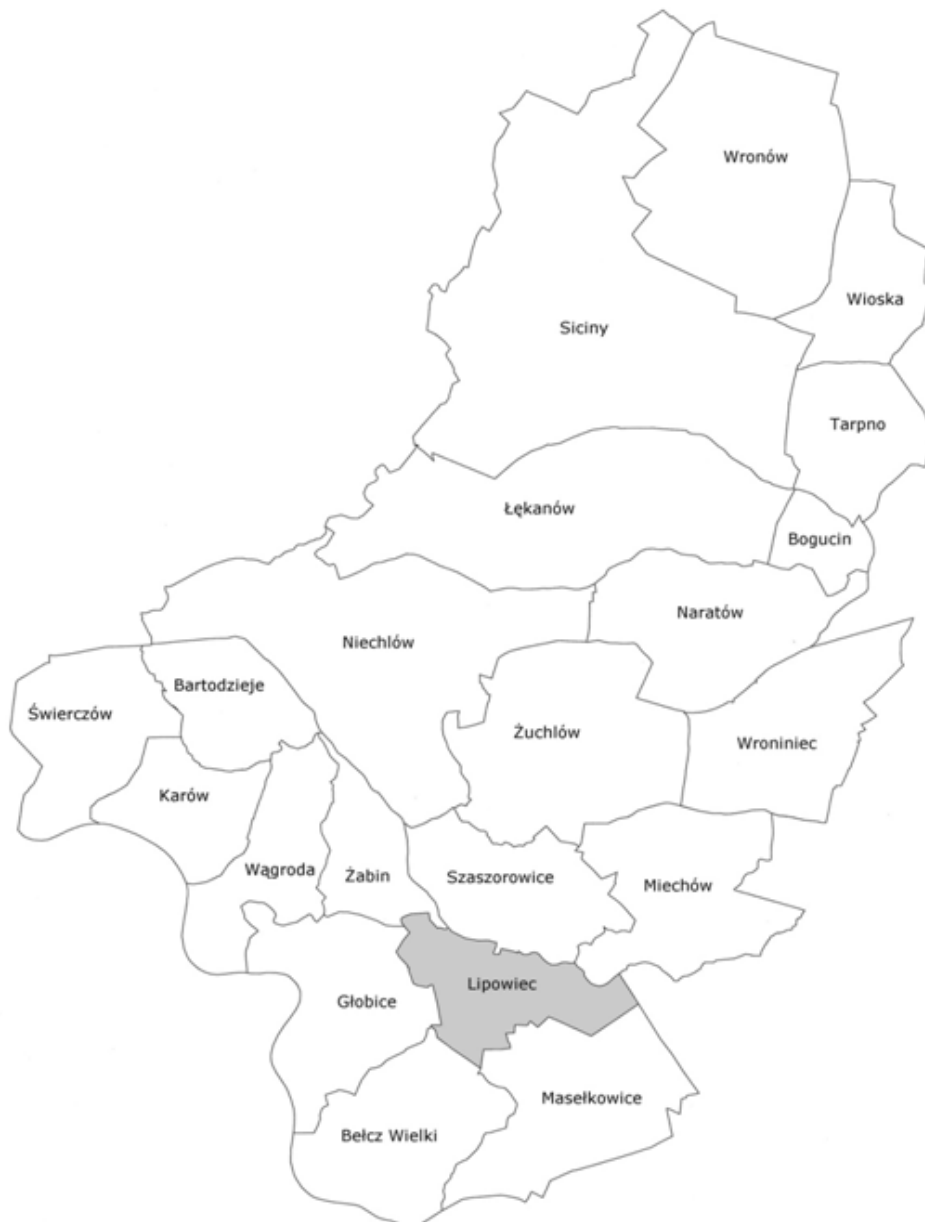 Wronów
Wioska
Siciny
Tarpno
Łękanów
Bogucin
Naratów
Niechlów
Bartodzieje
Świerczów
Żuchlów
Wroniniec
Karów
Wągroda
Żabin
Szaszorowice
Miechów
Lipowiec
Głobice
Masełkowice
Bełcz Wielki